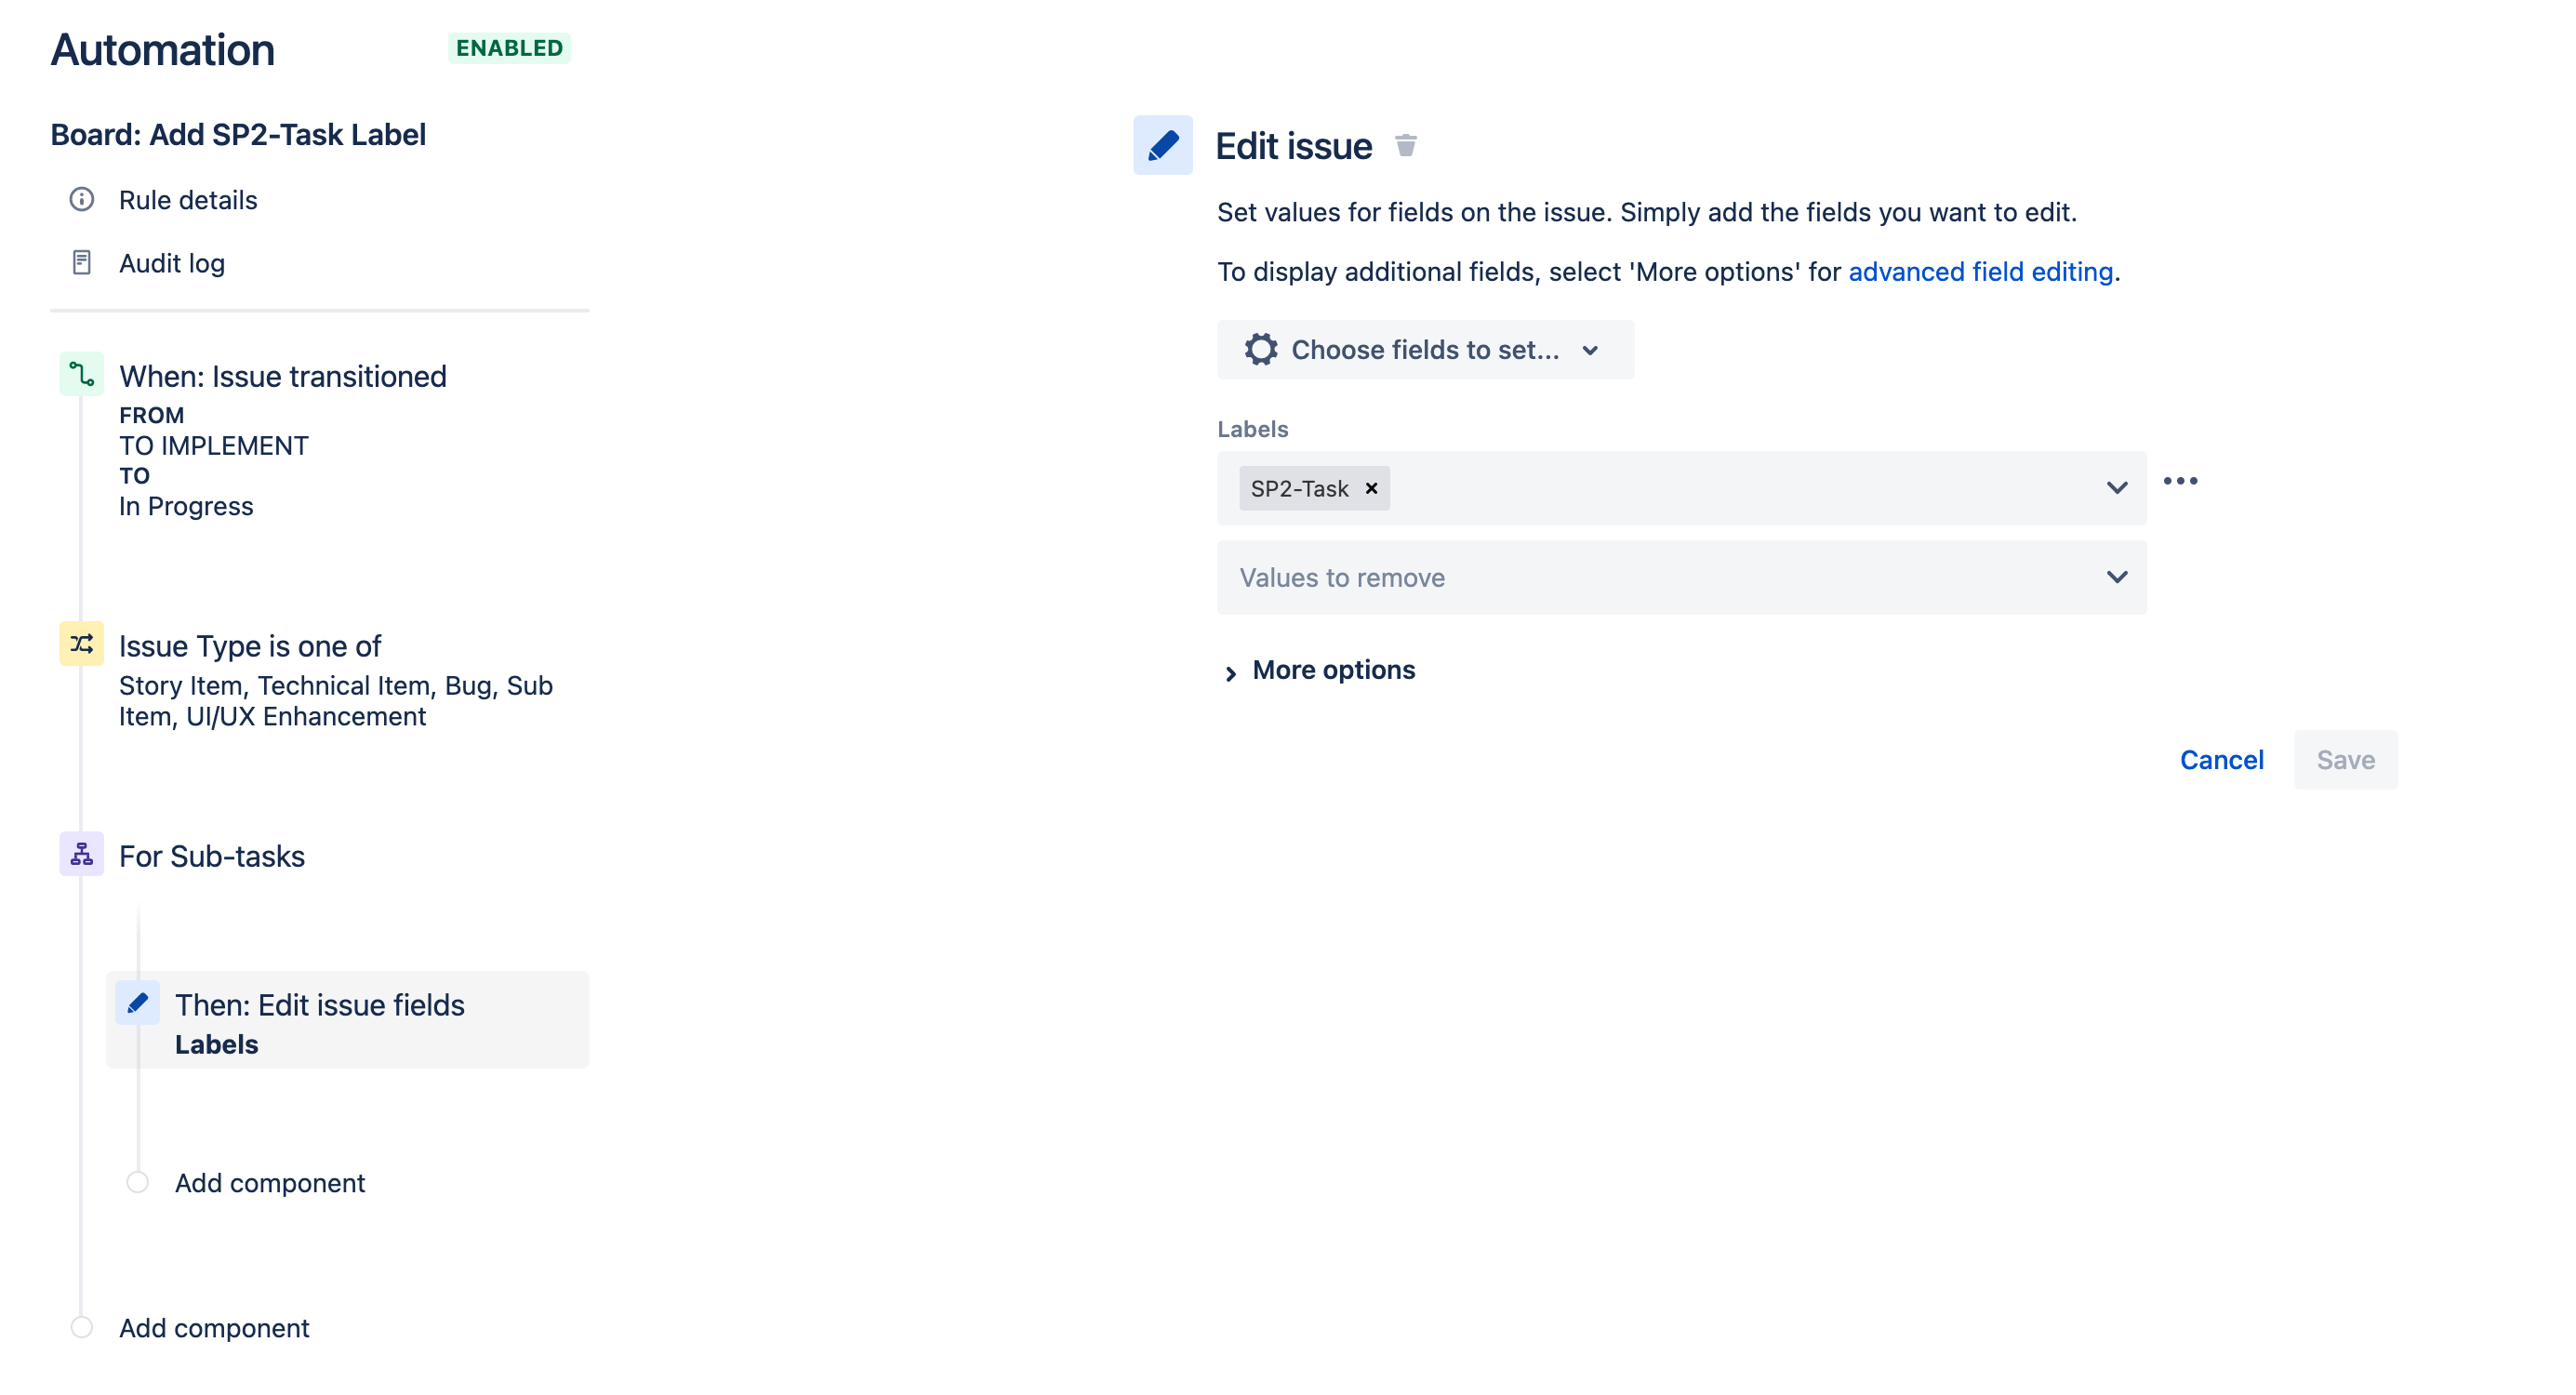 Automation
ENABLED
Board: Add SP2-Task Label
Rule details
Audit log
When: Issue transitioned
FROM
TO IMPLEMENT
TO
In Progress
Issue Type is one of
Story Item, Technical Item, Bug, Sub
Item, UI/UX Enhancement
For Sub-tasks
Then: Edit issue fields
Labels
Add component
Add component
Edit issue
Set values for fields on the issue. Simply add the fields you want to edit.
To display additional fields, select 'More options' for advanced field editing.
Choose fields to set...
Labels
SP2-Task
Values to remove
More options
Cancel
Save